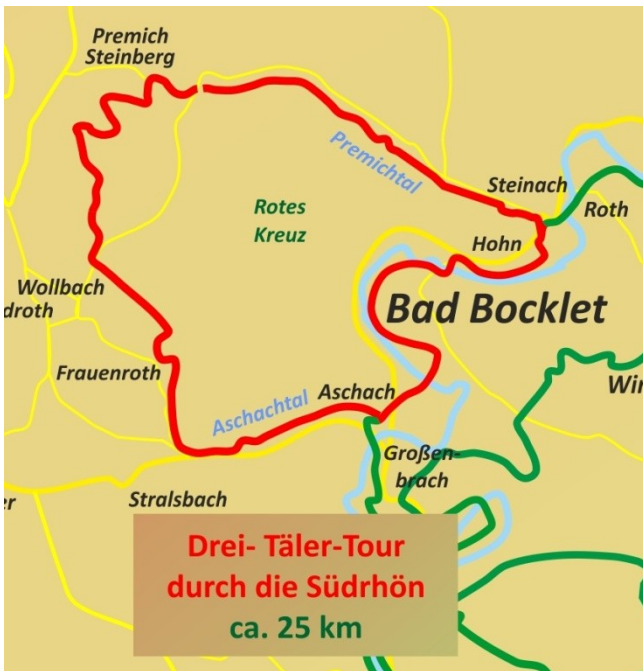 Premich
Steinberg
Premichtal
Steinach
Roth
Rotes
Kreuz
Hohn
Wollbach
droth
Bad Bocklet
Frauenroth
Aschach
Win
Aschachtal
Großen-
brach
er
Stralsbach
Drei- Täler-Tour
durch die Südrhön
ca. 25 km